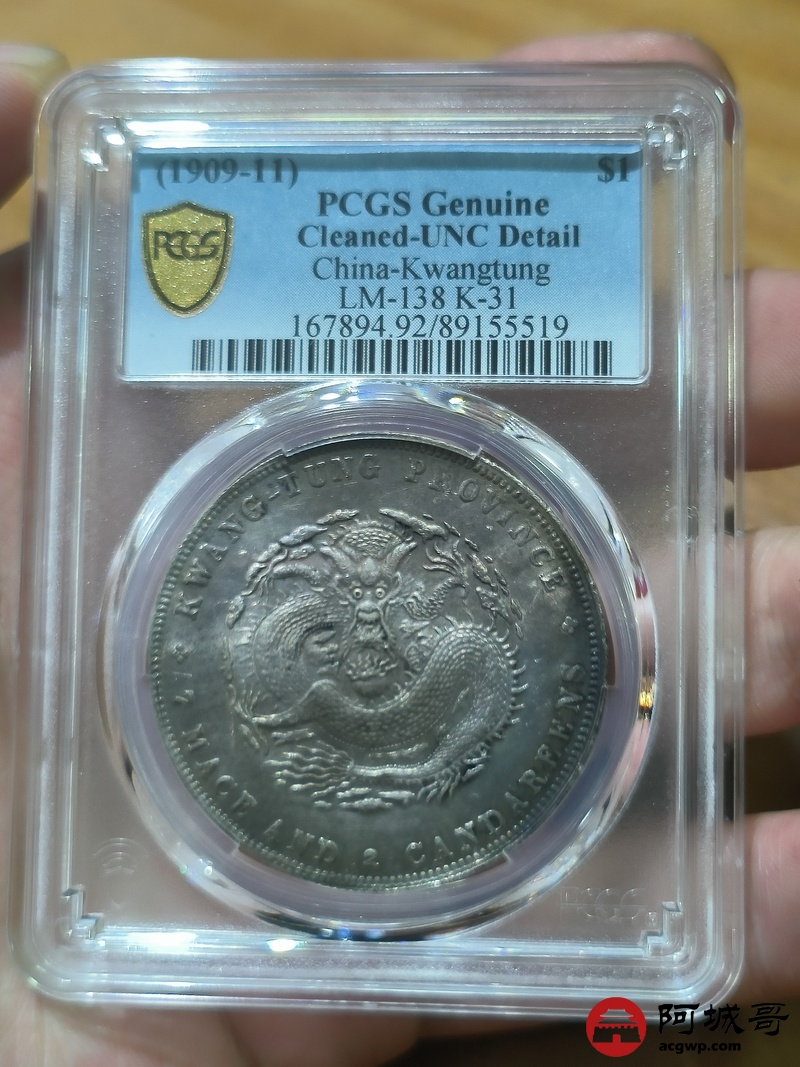 (1909-11) $1
PCGS Genuine
Cleaned-UNC Detail
China-Kwangtung
LM-138 K-31
167894.92/89155519
PCGS
KWANG-TUNG PROVINCE
7 MACE AND 2 CANDAREENS
PCGS
阿城哥
acgwp.com